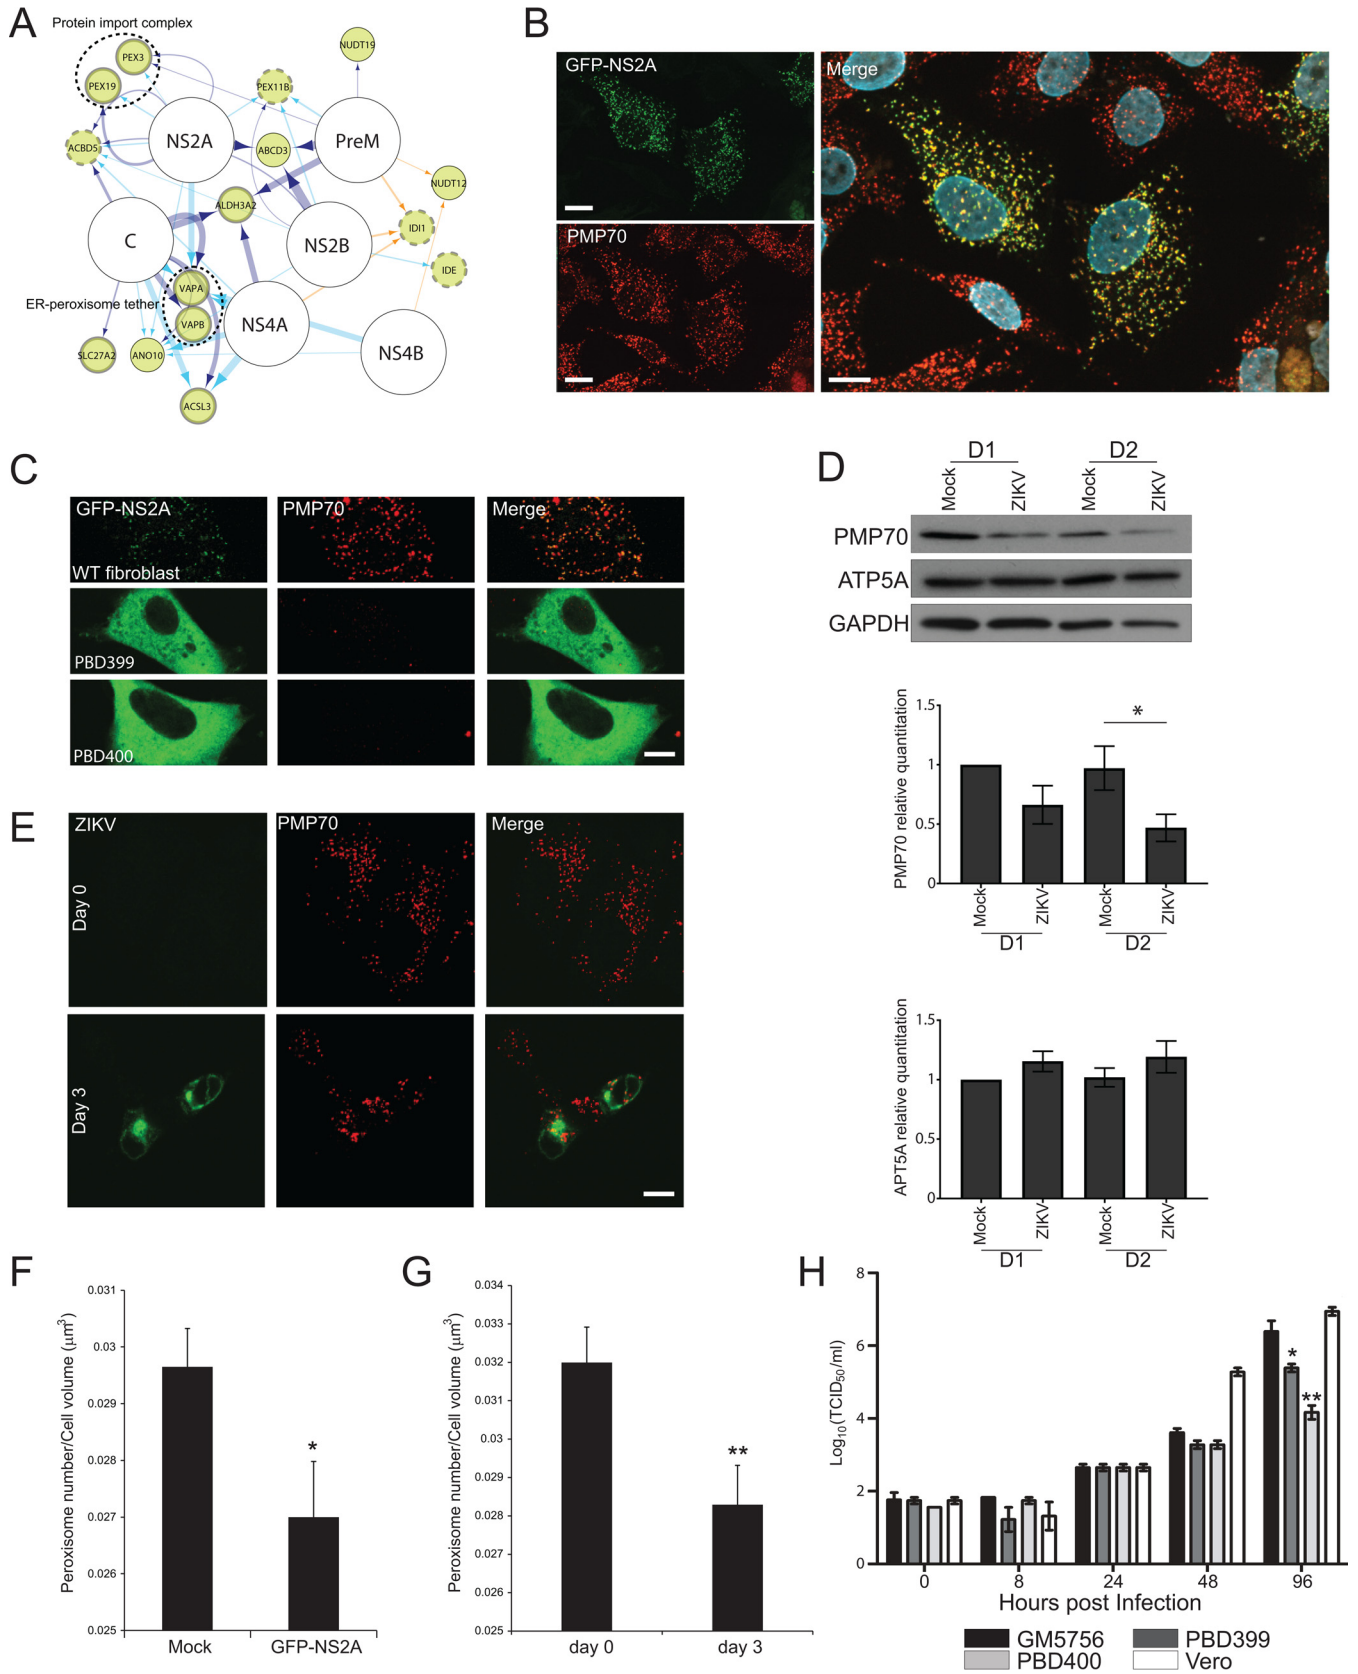 A
Protein import complex
PEX3
PEX19
NUDT19
PEX11B
NS2A
PreM
ACBD5
ABCD3
NUDT12
ALDH3A2
C
NS2B
IDI1
IDE
VAPA
ER-peroxisome tether
VAPB
NS4A
NS4B
SLC27A2
ANO10
ACSL3
B
GFP-NS2A
Merge
PMP70
C
GFP-NS2A PMP70 Merge
WT fibroblast
PBD399
PBD400
D
D1 D2
Mock ZIKV Mock ZIKV
PMP70
ATP5A
GAPDH
PMP70 relative quantitation
1.5
1
0.5
0
*
Mock ZIKV Mock ZIKV
D1 D2
APT5A relative quantitation
1.5
1
0.5
0
Mock ZIKV Mock ZIKV
D1 D2
E
ZIKV PMP70 Merge
Day 0
Day 3
F
Peroxisome number/Cell volume (μm³)
0.031
0.03
0.029
0.028
0.027
0.026
0.025
*
Mock GFP-NS2A
G
Peroxisome number/Cell volume (μm³)
0.034
0.033
0.032
0.031
0.03
0.029
0.028
0.027
0.026
0.025
**
day 0 day 3
H
Log₁₀(TCID₅₀/ml)
8
6
4
2
0
*
**
0 8 24 48 96
Hours post Infection
GM5756 PBD399
PBD400 Vero